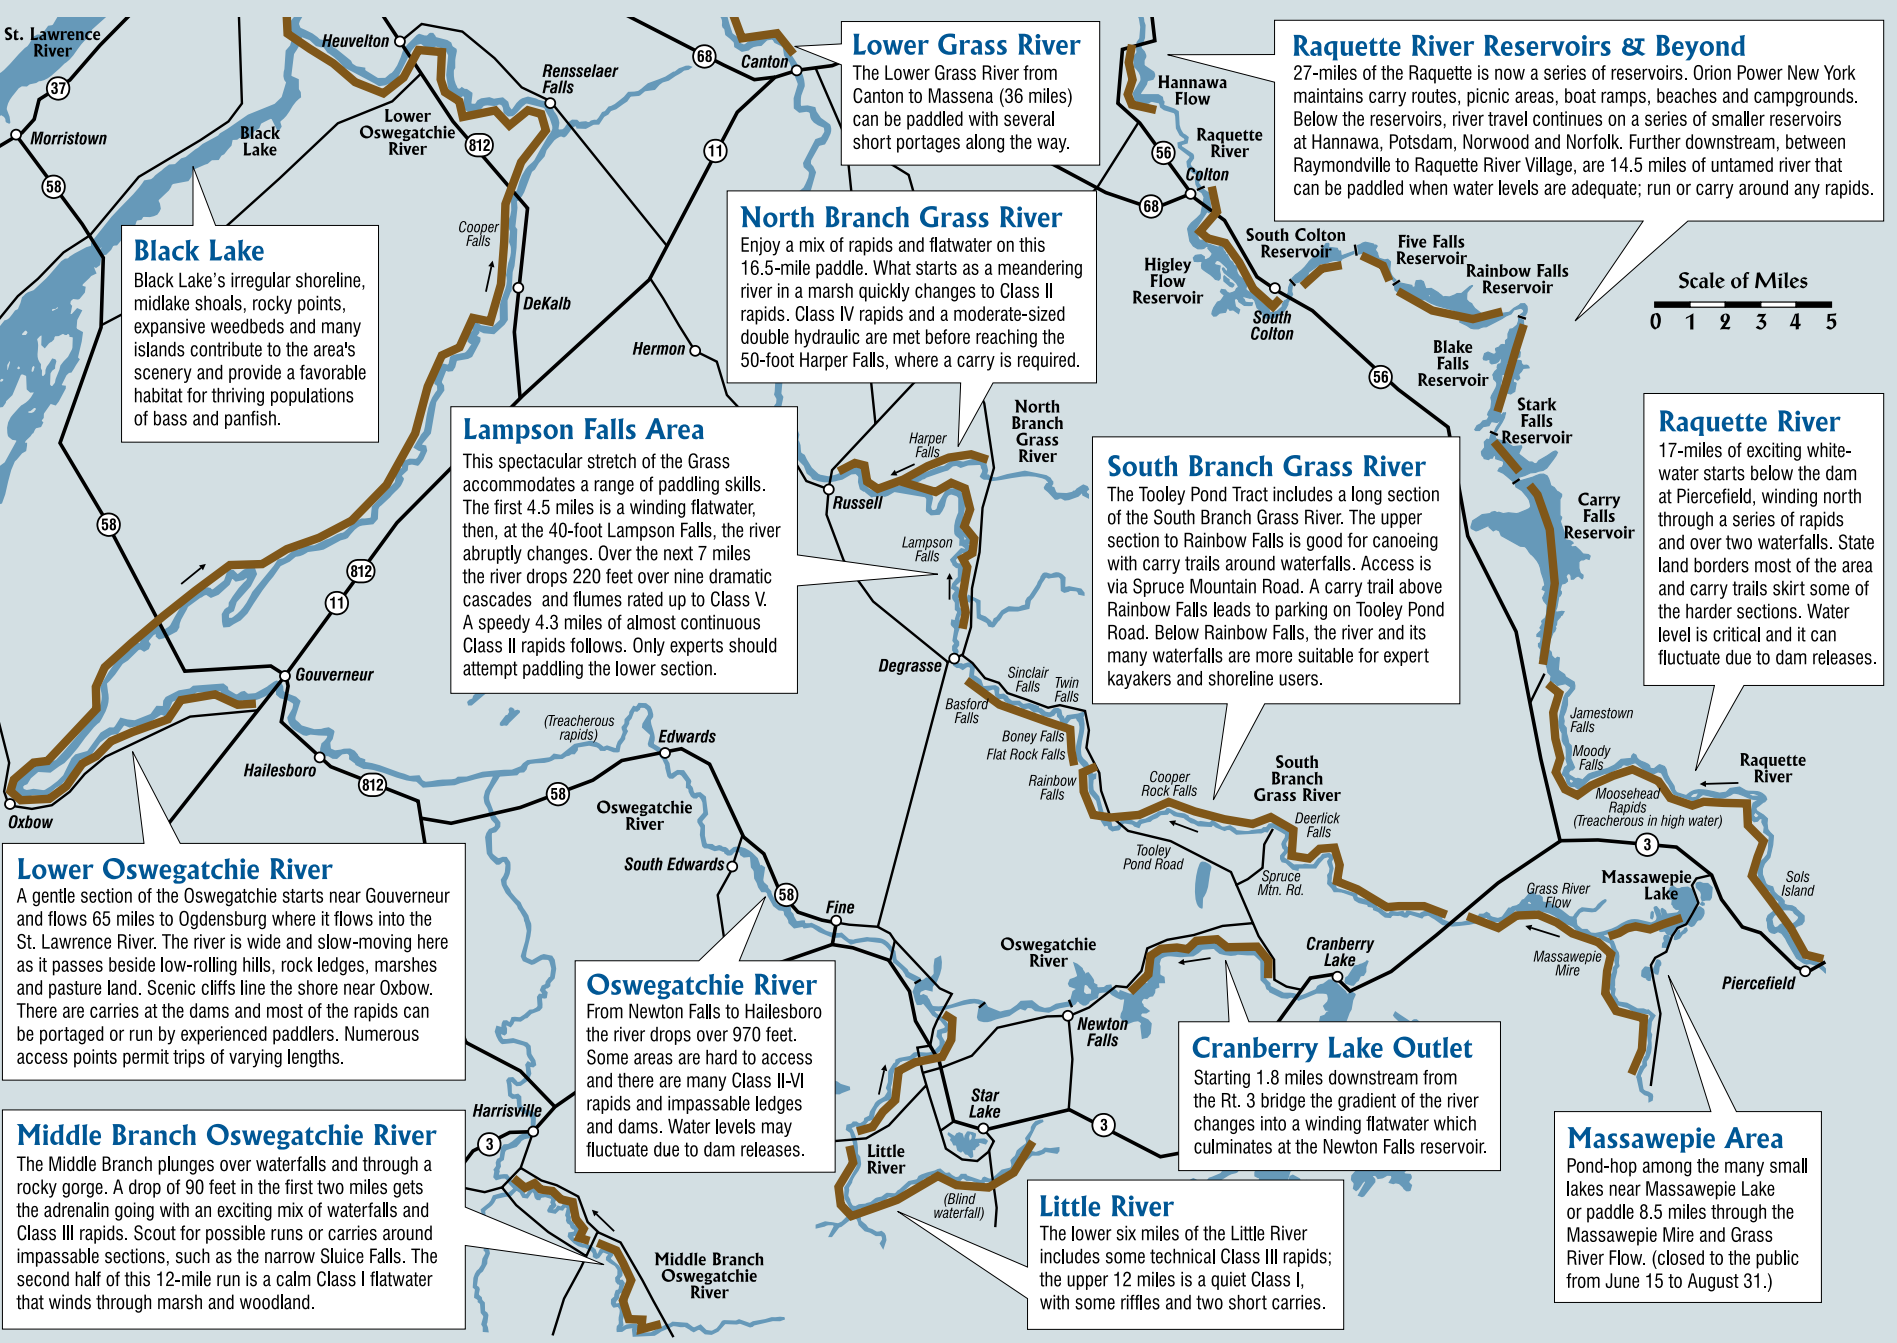 St. Lawrence
River
37
Morristown
58
Heuvelton
Black
Lake
Lower
Oswegatchie
River
812
Rensselaer
Falls
68
Canton
11
Lower Grass River
The Lower Grass River from
Canton to Massena (36 miles)
can be paddled with several
short portages along the way.
Hannawa
Flow
Raquette
River
56
Colton
68
Raquette River Reservoirs & Beyond
27-miles of the Raquette is now a series of reservoirs. Orion Power New York
maintains carry routes, picnic areas, boat ramps, beaches and campgrounds.
Below the reservoirs, river travel continues on a series of smaller reservoirs
at Hannawa, Potsdam, Norwood and Norfolk. Further downstream, between
Raymondville to Raquette River Village, are 14.5 miles of untamed river that
can be paddled when water levels are adequate; run or carry around any rapids.
Black Lake
Black Lake's irregular shoreline,
midlake shoals, rocky points,
expansive weedbeds and many
islands contribute to the area's
scenery and provide a favorable
habitat for thriving populations
of bass and panfish.
Cooper
Falls
DeKalb
Hermon
North Branch Grass River
Enjoy a mix of rapids and flatwater on this
16.5-mile paddle. What starts as a meandering
river in a marsh quickly changes to Class II
rapids. Class IV rapids and a moderate-sized
double hydraulic are met before reaching the
50-foot Harper Falls, where a carry is required.
Higley
Flow
Reservoir
South Colton
Reservoir
South
Colton
Five Falls
Reservoir
Rainbow Falls
Reservoir
Scale of Miles
0 1 2 3 4 5
Blake
Falls
Reservoir
56
Stark
Falls
Reservoir
Carry
Falls
Reservoir
Lampson Falls Area
This spectacular stretch of the Grass
accommodates a range of paddling skills.
The first 4.5 miles is a winding flatwater,
then, at the 40-foot Lampson Falls, the river
abruptly changes. Over the next 7 miles
the river drops 220 feet over nine dramatic
cascades and flumes rated up to Class V.
A speedy 4.3 miles of almost continuous
Class II rapids follows. Only experts should
attempt paddling the lower section.
North
Branch
Grass
River
Harper
Falls
Russell
Lampson
Falls
Degrasse
South Branch Grass River
The Tooley Pond Tract includes a long section
of the South Branch Grass River. The upper
section to Rainbow Falls is good for canoeing
with carry trails around waterfalls. Access is
via Spruce Mountain Road. A carry trail above
Rainbow Falls leads to parking on Tooley Pond
Road. Below Rainbow Falls, the river and its
many waterfalls are more suitable for expert
kayakers and shoreline users.
Raquette River
17-miles of exciting white-
water starts below the dam
at Piercefield, winding north
through a series of rapids
and over two waterfalls. State
land borders most of the area
and carry trails skirt some of
the harder sections. Water
level is critical and it can
fluctuate due to dam releases.
58
812
11
Gouverneur
Hailesboro
812
Oxbow
(Treacherous
rapids)
Edwards
58
Oswegatchie
River
South Edwards
58
Fine
Sinclair
Falls
Twin
Falls
Basford
Falls
Boney Falls
Flat Rock Falls
Rainbow
Falls
Cooper
Rock Falls
South
Branch
Grass River
Deerlick
Falls
Tooley
Pond Road
Spruce
Mtn. Rd.
Jamestown
Falls
Moody
Falls
Moosehead
Rapids
(Treacherous in high water)
Raquette
River
3
Massawepie
Lake
Sols
Island
Grass River
Flow
Massawepie
Mire
Piercefield
Lower Oswegatchie River
A gentle section of the Oswegatchie starts near Gouverneur
and flows 65 miles to Ogdensburg where it flows into the
St. Lawrence River. The river is wide and slow-moving here
as it passes beside low-rolling hills, rock ledges, marshes
and pasture land. Scenic cliffs line the shore near Oxbow.
There are carries at the dams and most of the rapids can
be portaged or run by experienced paddlers. Numerous
access points permit trips of varying lengths.
Oswegatchie River
From Newton Falls to Hailesboro
the river drops over 970 feet.
Some areas are hard to access
and there are many Class II-VI
rapids and impassable ledges
and dams. Water levels may
fluctuate due to dam releases.
Oswegatchie
River
Cranberry
Lake
Newton
Falls
Cranberry Lake Outlet
Starting 1.8 miles downstream from
the Rt. 3 bridge the gradient of the river
changes into a winding flatwater which
culminates at the Newton Falls reservoir.
Star
Lake
3
Harrisville
3
Little
River
(Blind
waterfall)
Middle Branch Oswegatchie River
The Middle Branch plunges over waterfalls and through a
rocky gorge. A drop of 90 feet in the first two miles gets
the adrenalin going with an exciting mix of waterfalls and
Class III rapids. Scout for possible runs or carries around
impassable sections, such as the narrow Sluice Falls. The
second half of this 12-mile run is a calm Class I flatwater
that winds through marsh and woodland.
Middle Branch
Oswegatchie
River
Little River
The lower six miles of the Little River
includes some technical Class III rapids;
the upper 12 miles is a quiet Class I,
with some riffles and two short carries.
Massawepie Area
Pond-hop among the many small
lakes near Massawepie Lake
or paddle 8.5 miles through the
Massawepie Mire and Grass
River Flow. (closed to the public
from June 15 to August 31.)